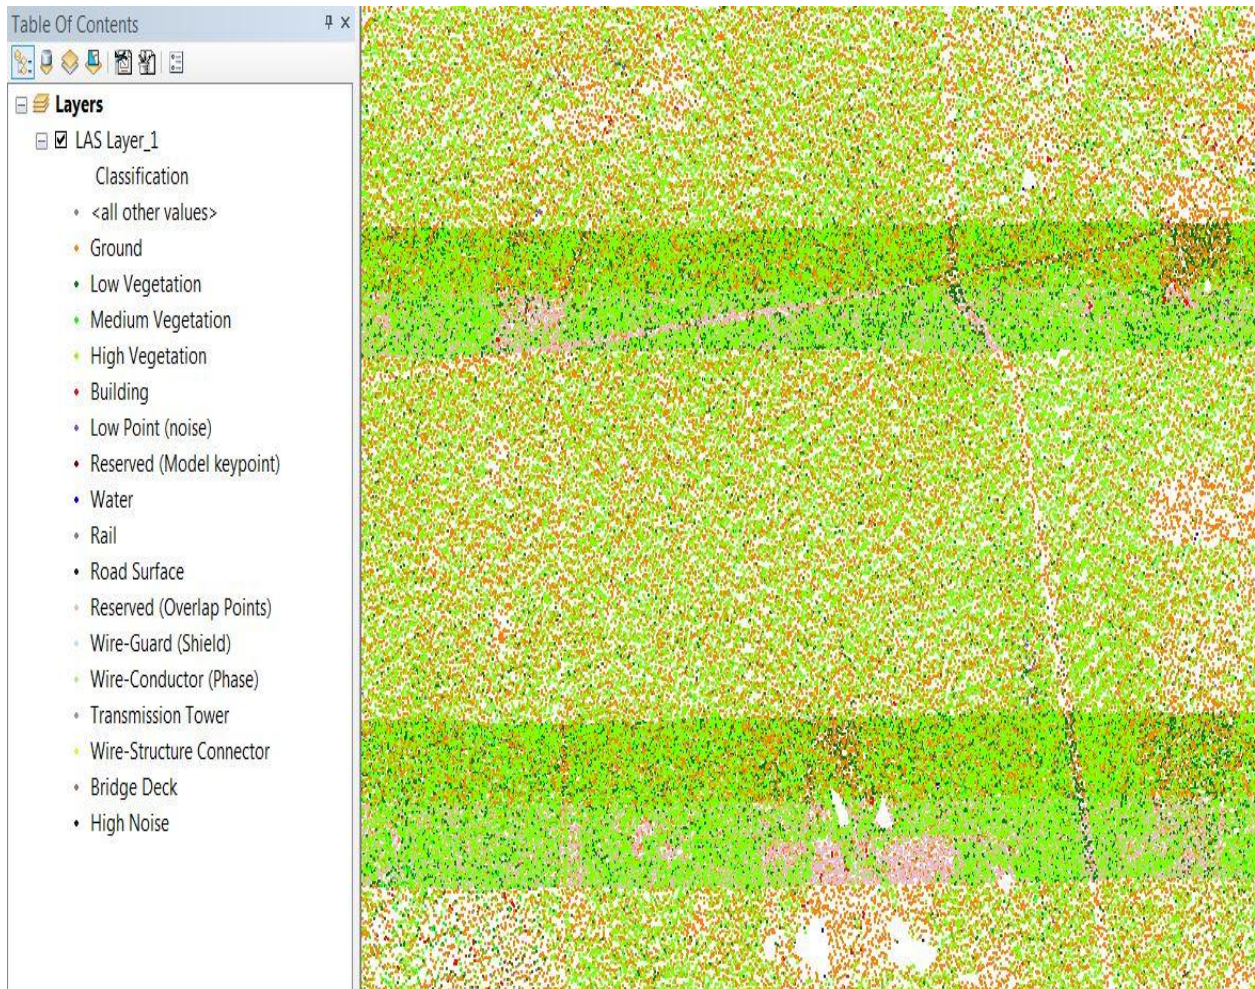 Table Of Contents
Layers
LAS Layer_1
Classification
<all other values>
Ground
Low Vegetation
Medium Vegetation
High Vegetation
Building
Low Point (noise)
Reserved (Model keypoint)
Water
Rail
Road Surface
Reserved (Overlap Points)
Wire-Guard (Shield)
Wire-Conductor (Phase)
Transmission Tower
Wire-Structure Connector
Bridge Deck
High Noise